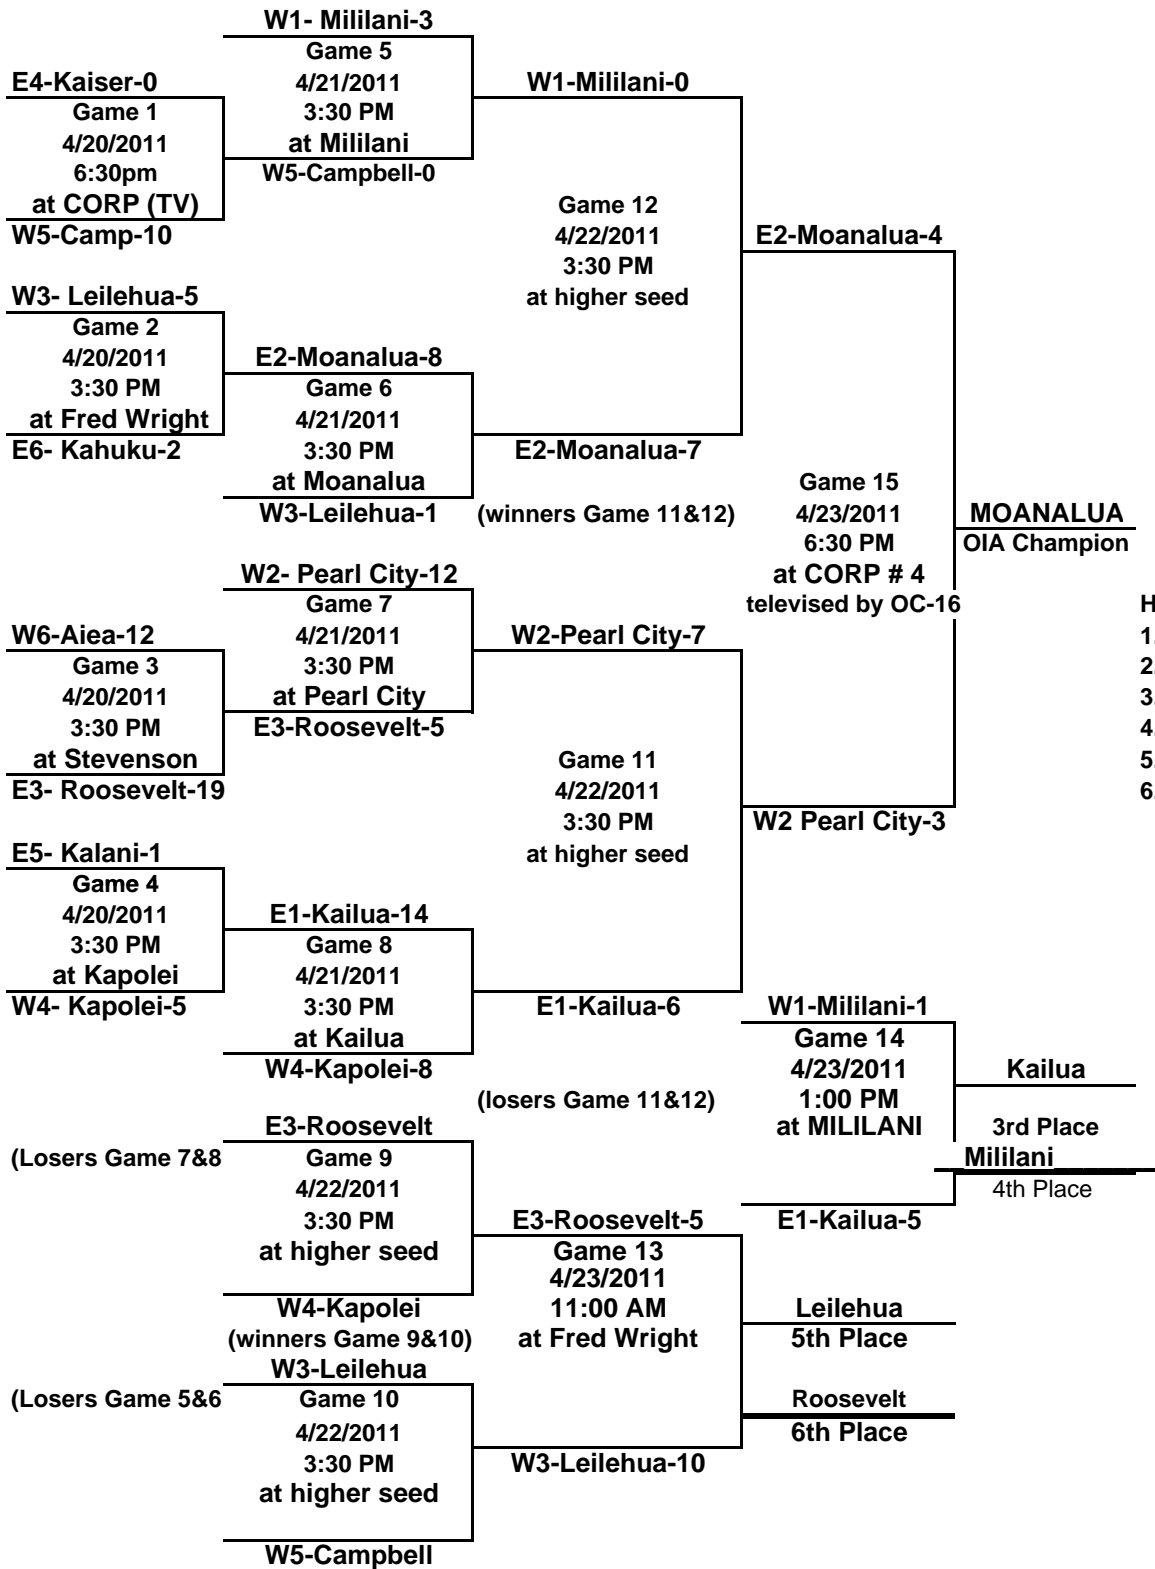 W1- Mililani-3
Game 5
E4-Kaiser-0
4/21/2011
W1-Mililani-0
Game 1
3:30 PM
4/20/2011
at Mililani
6:30pm
W5-Campbell-0
at CORP (TV)
Game 12
W5-Camp-10
4/22/2011
E2-Moanalua-4
3:30 PM
W3- Leilehua-5
at higher seed
Game 2
4/20/2011
E2-Moanalua-8
3:30 PM
Game 6
at Fred Wright
4/21/2011
E6- Kahuku-2
3:30 PM
E2-Moanalua-7
at Moanalua
Game 15
W3-Leilehua-1
(winners Game 11&12)
4/23/2011
MOANALUA
6:30 PM
OIA Champion
W2- Pearl City-12
at CORP # 4
Game 7
televised by OC-16
H
W6-Aiea-12
4/21/2011
W2-Pearl City-7
1.
Game 3
3:30 PM
2.
4/20/2011
at Pearl City
3.
3:30 PM
E3-Roosevelt-5
4.
at Stevenson
Game 11
5.
E3- Roosevelt-19
4/22/2011
6.
3:30 PM
W2 Pearl City-3
E5- Kalani-1
at higher seed
Game 4
4/20/2011
E1-Kailua-14
3:30 PM
Game 8
at Kapolei
4/21/2011
W4- Kapolei-5
3:30 PM
E1-Kailua-6
W1-Mililani-1
at Kailua
Game 14
W4-Kapolei-8
4/23/2011
Kailua
(losers Game 11&12)
1:00 PM
E3-Roosevelt
at MILILANI
3rd Place
(Losers Game 7&8
Game 9
Mililani
4/22/2011
4th Place
3:30 PM
E3-Roosevelt-5
E1-Kailua-5
at higher seed
Game 13
4/23/2011
W4-Kapolei
11:00 AM
Leilehua
(winners Game 9&10)
at Fred Wright
5th Place
W3-Leilehua
(Losers Game 5&6
Game 10
Roosevelt
4/22/2011
6th Place
3:30 PM
W3-Leilehua-10
at higher seed
W5-Campbell